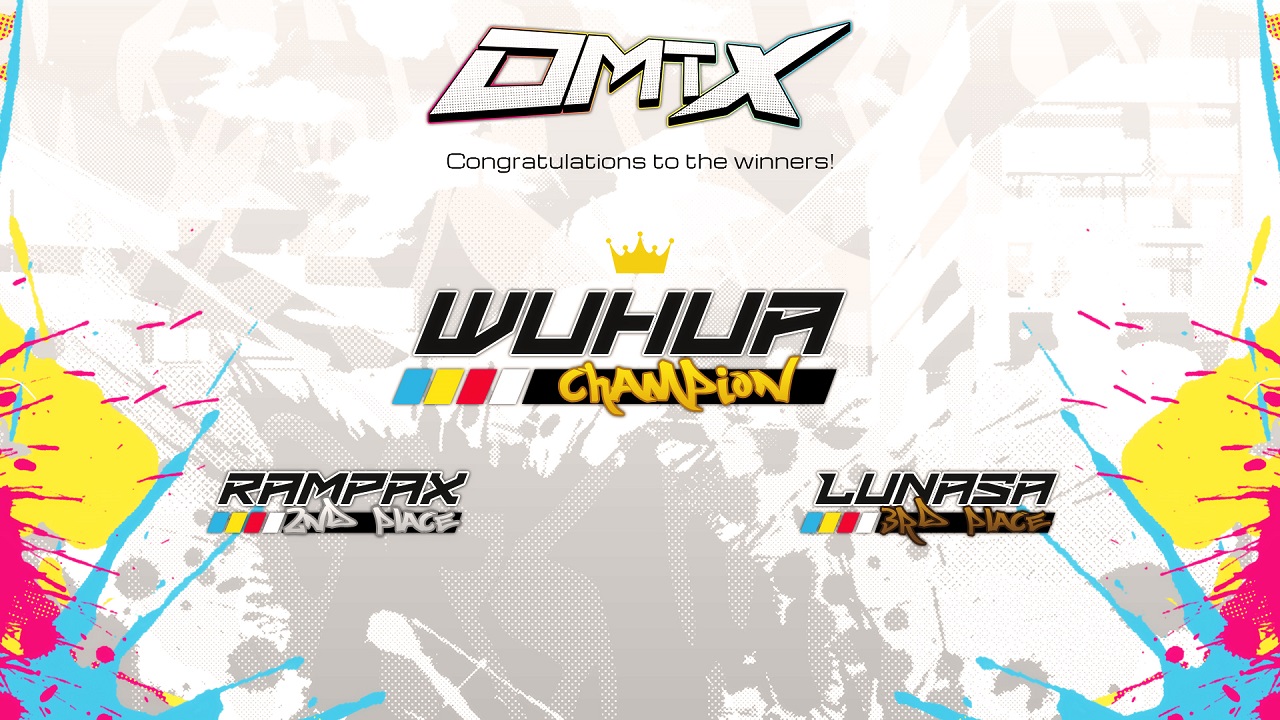 DMTX
Congratulations to the winners!
WUHUA
CHAMPiON
RAMPAX
2ND PLACE
LUNASA
3RD PLACE